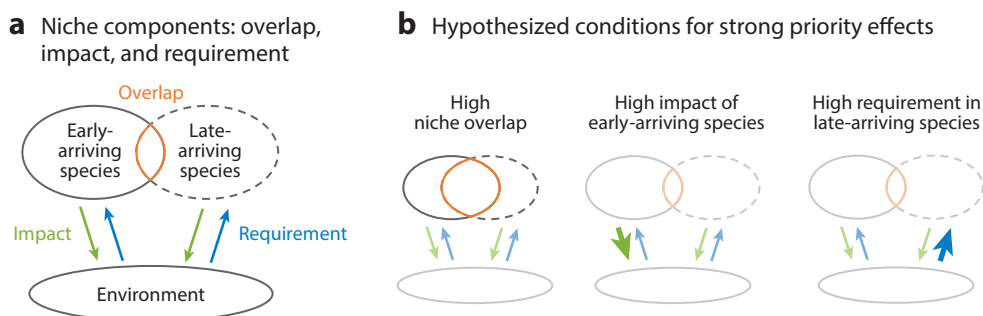 a Niche components: overlap,
impact, and requirement
Overlap
Early-
arriving
species
Late-
arriving
species
Impact
Requirement
Environment
b Hypothesized conditions for strong priority effects
High
niche overlap
High impact of
early-arriving species
High requirement in
late-arriving species